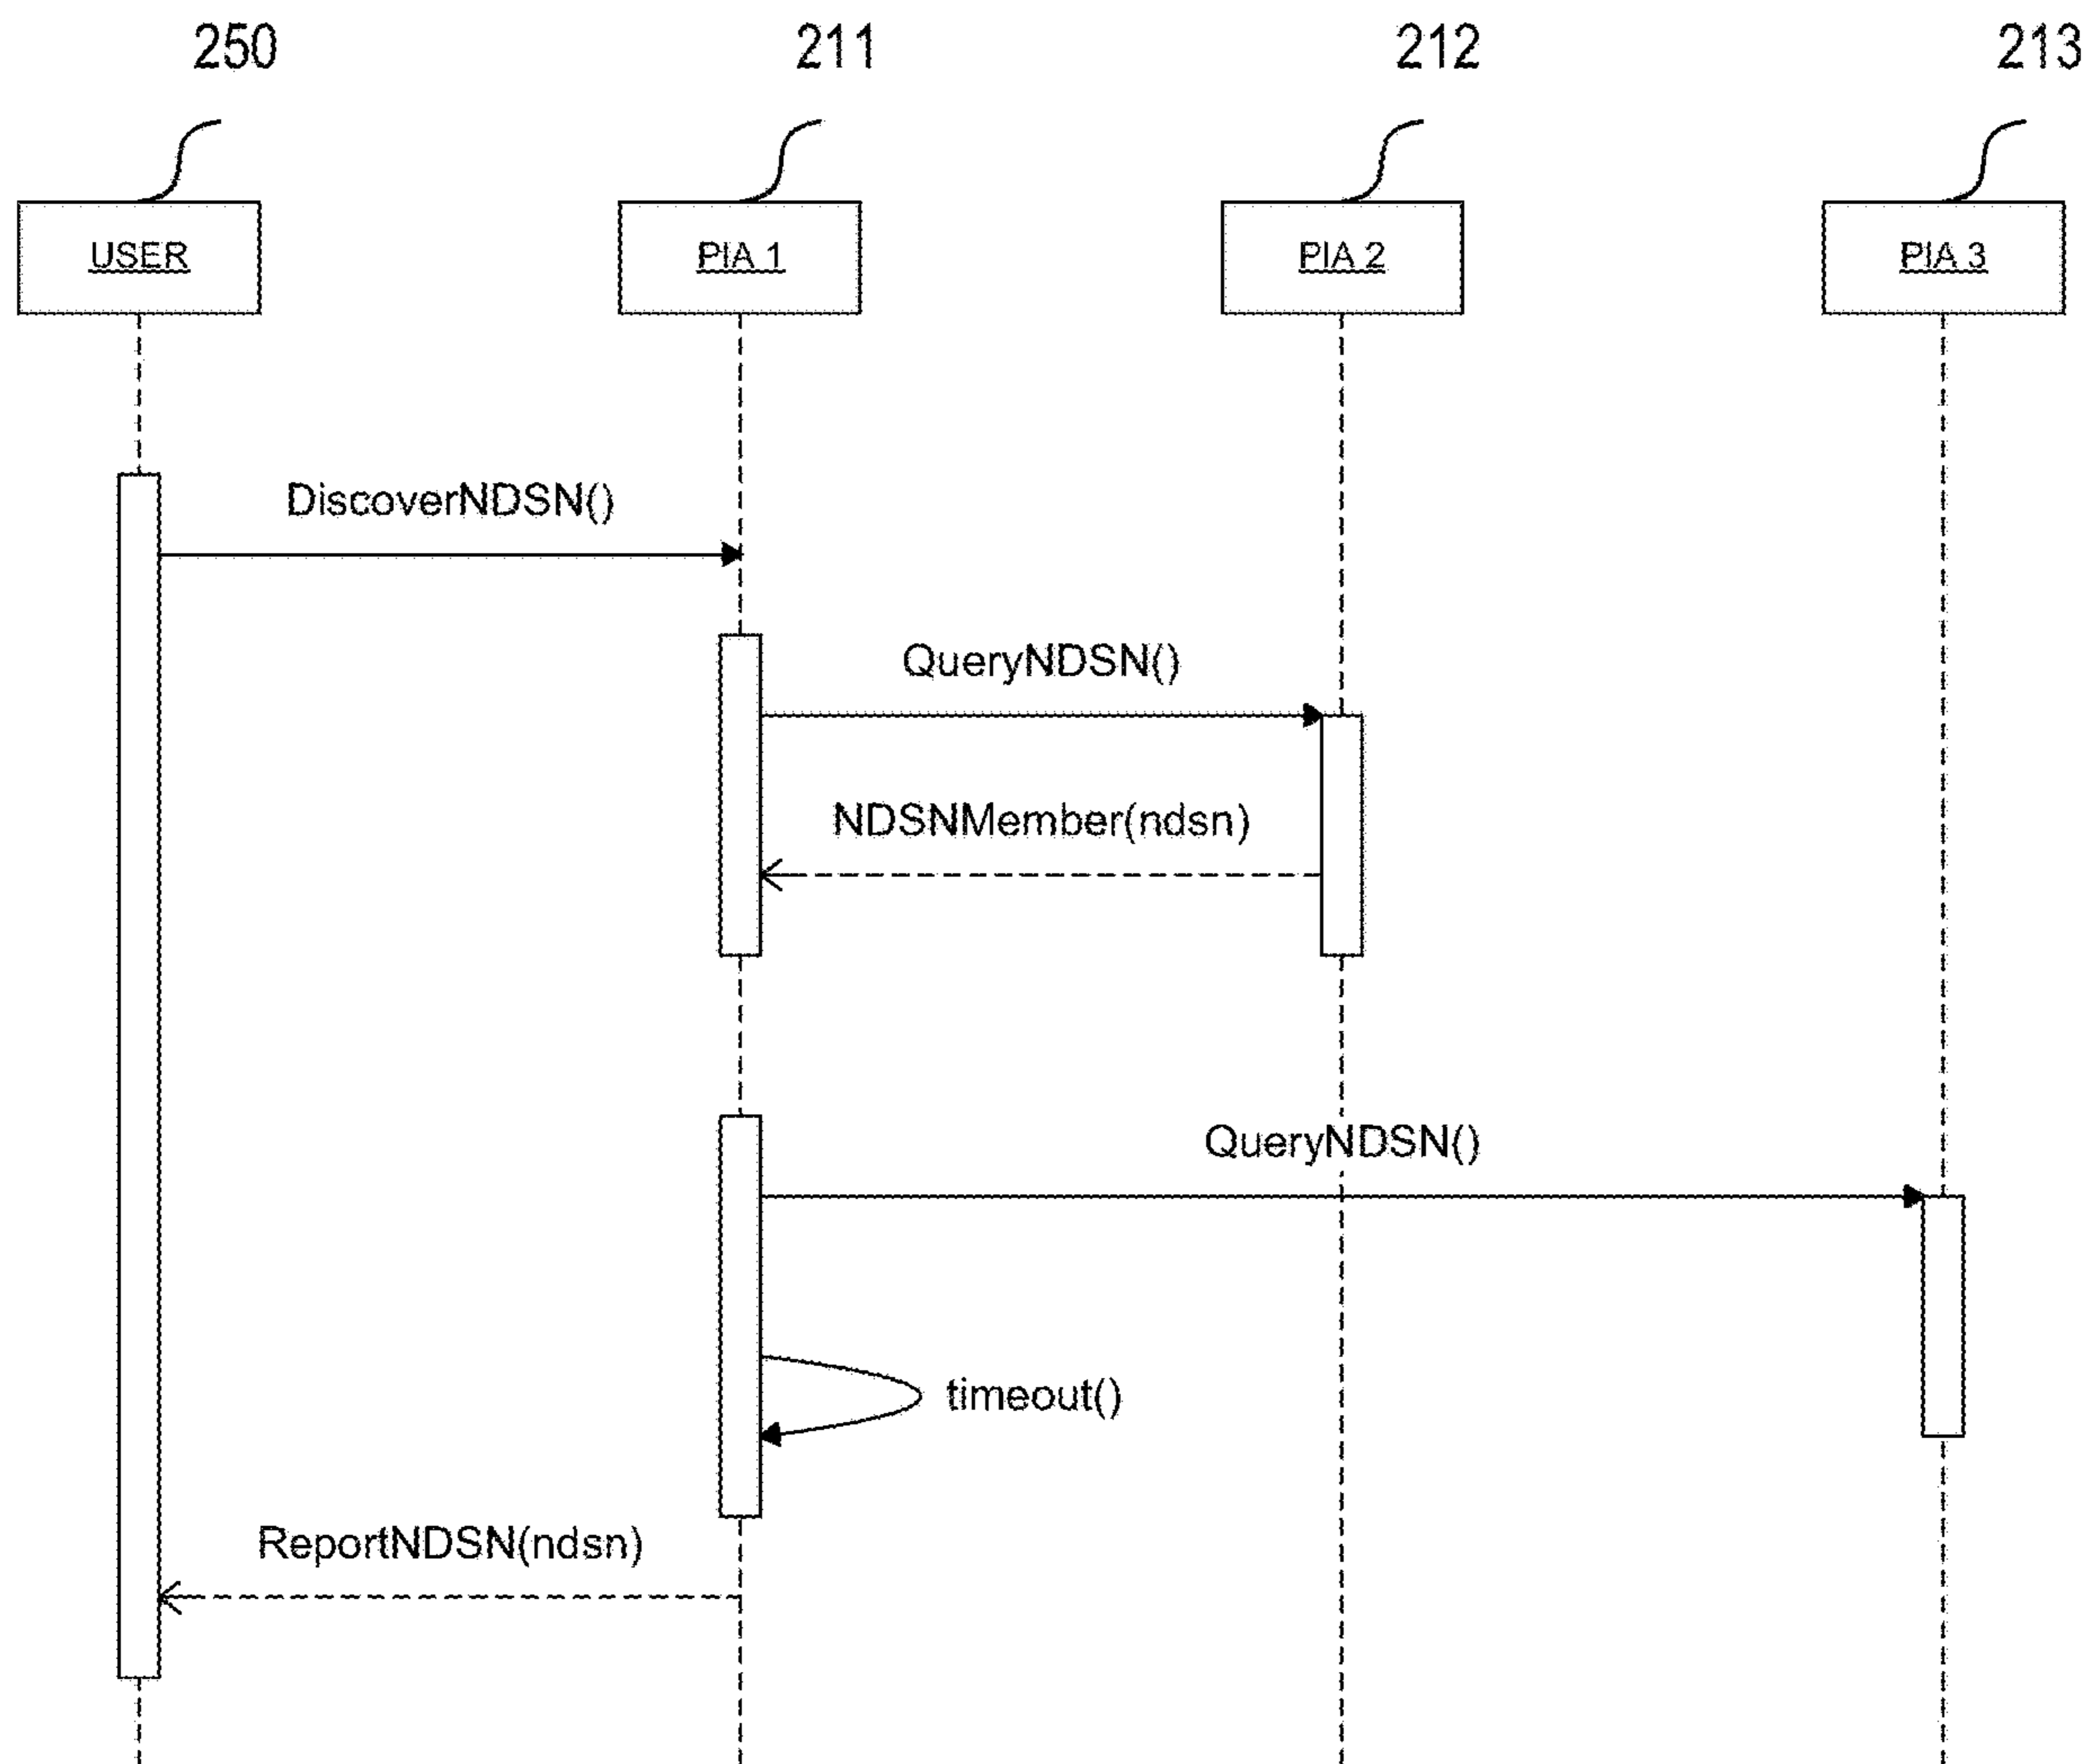 250 211 212 213
USER PIA 1 PIA 2 PIA 3
DiscoverNDSN()
QueryNDSN()
NDSNMember(ndsn)
QueryNDSN()
timeout()
ReportNDSN(ndsn)